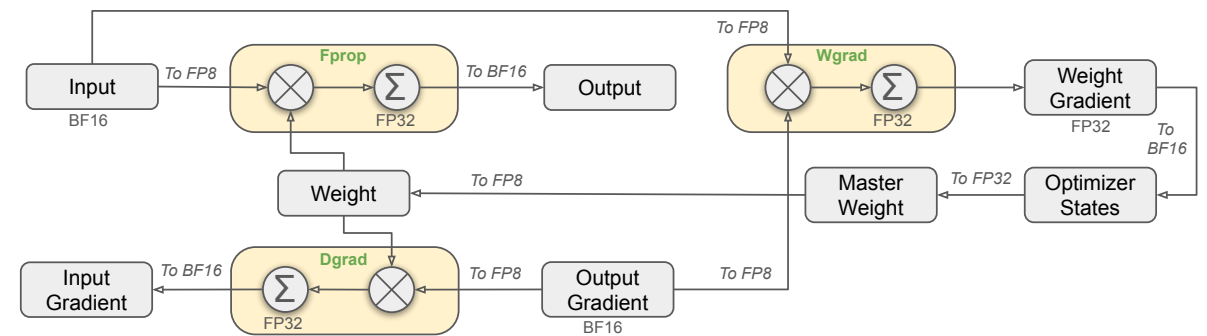 To FP8
Fprop
Wgrad
Input
To FP8
Σ
To BF16
Output
Σ
Weight
Gradient
BF16
FP32
FP32
FP32
To
BF16
Weight
To FP8
Master
Weight
To FP32
Optimizer
States
Dgrad
Input
Gradient
To BF16
Σ
To FP8
Output
Gradient
To FP8
FP32
BF16